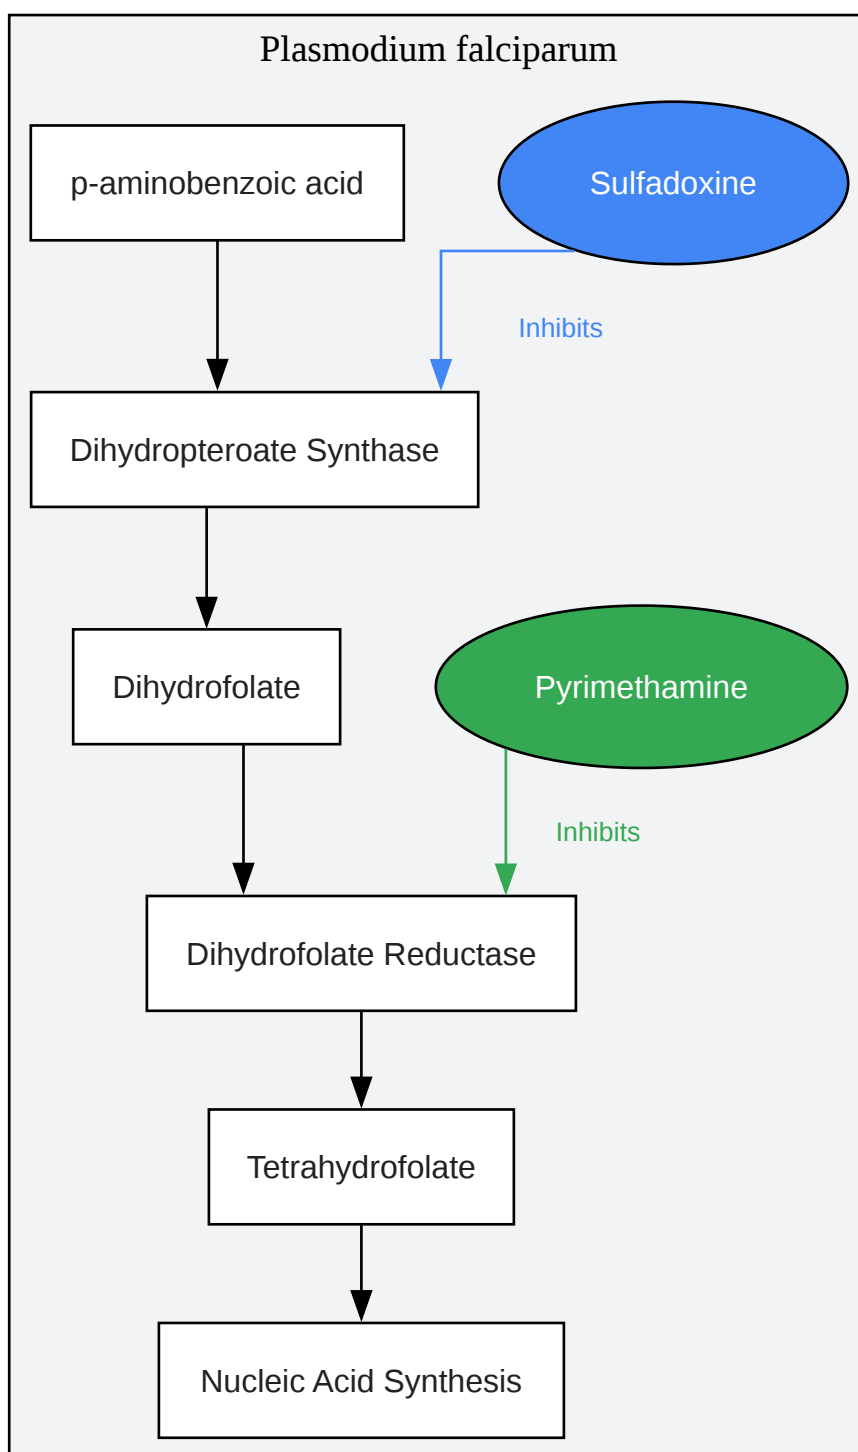 Plasmodium falciparum
p-aminobenzoic acid
Sulfadoxine
Inhibits
Dihydropteroate Synthase
Dihydrofolate
Pyrimethamine
Inhibits
Dihydrofolate Reductase
Tetrahydrofolate
Nucleic Acid Synthesis